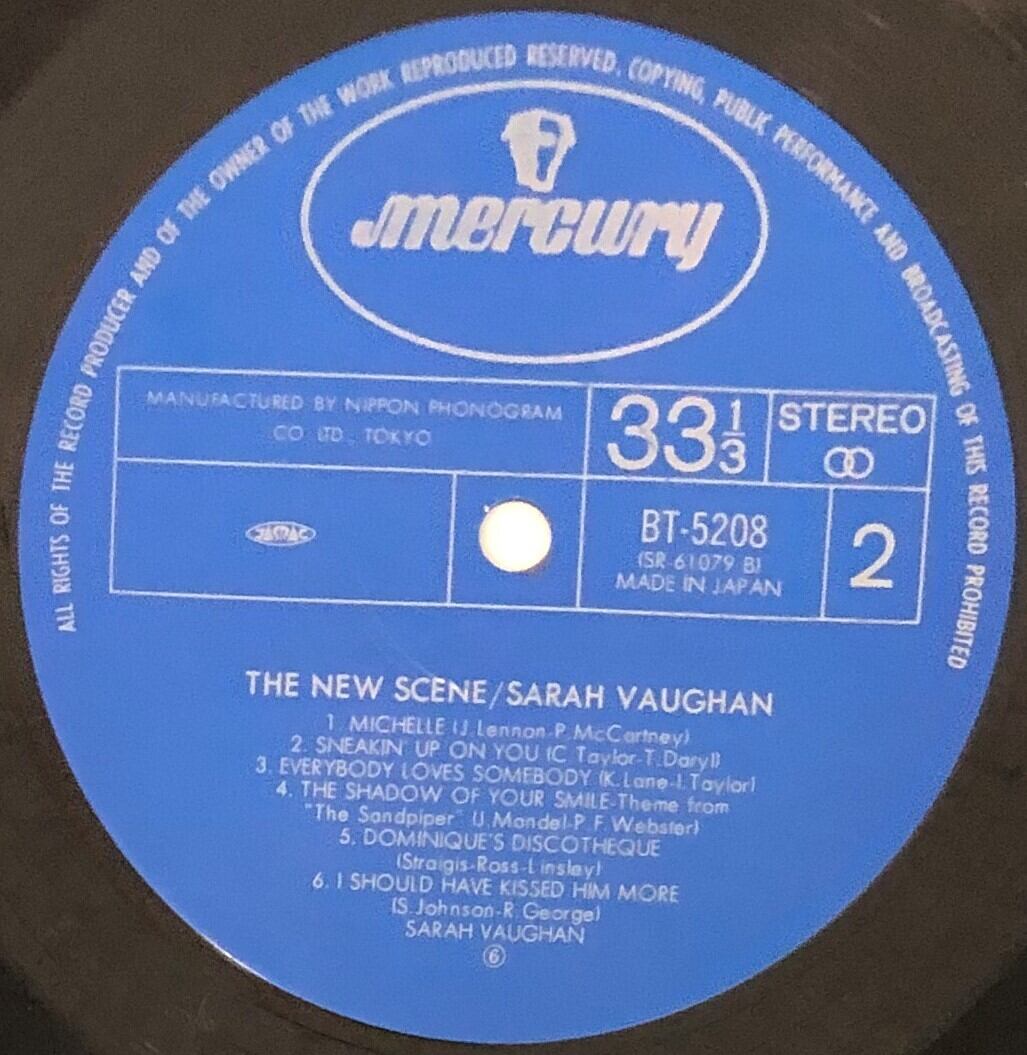 ALL RIGHTS OF THE RECORD PRODUCER AND OF THE OWNER OF THE WORK REPRODUCED RESERVED. COPYING, PUBLIC PERFORMANCE AND BROADCASTING OF THIS RECORD PROHIBITED
mercury
MANUFACTURED BY NIPPON PHONOGRAM
CO. LTD., TOKYO
33 1/3
STEREO
JASRAC
BT-5208
(SR-61079 B)
MADE IN JAPAN
2
THE NEW SCENE/SARAH VAUGHAN
1. MICHELLE (J. Lennon-P. McCartney)
2. SNEAKIN' UP ON YOU (C Taylor-T. Daryl)
3. EVERYBODY LOVES SOMEBODY (K. Lane-I. Taylor)
4. THE SHADOW OF YOUR SMILE-Theme from
"The Sandpiper" (J. Mandel-P. F. Webster)
5. DOMINIQUE'S DISCOTHEQUE
(Straigis-Ross-Linsley)
6. I SHOULD HAVE KISSED HIM MORE
(S. Johnson-R. George)
SARAH VAUGHAN
⑥